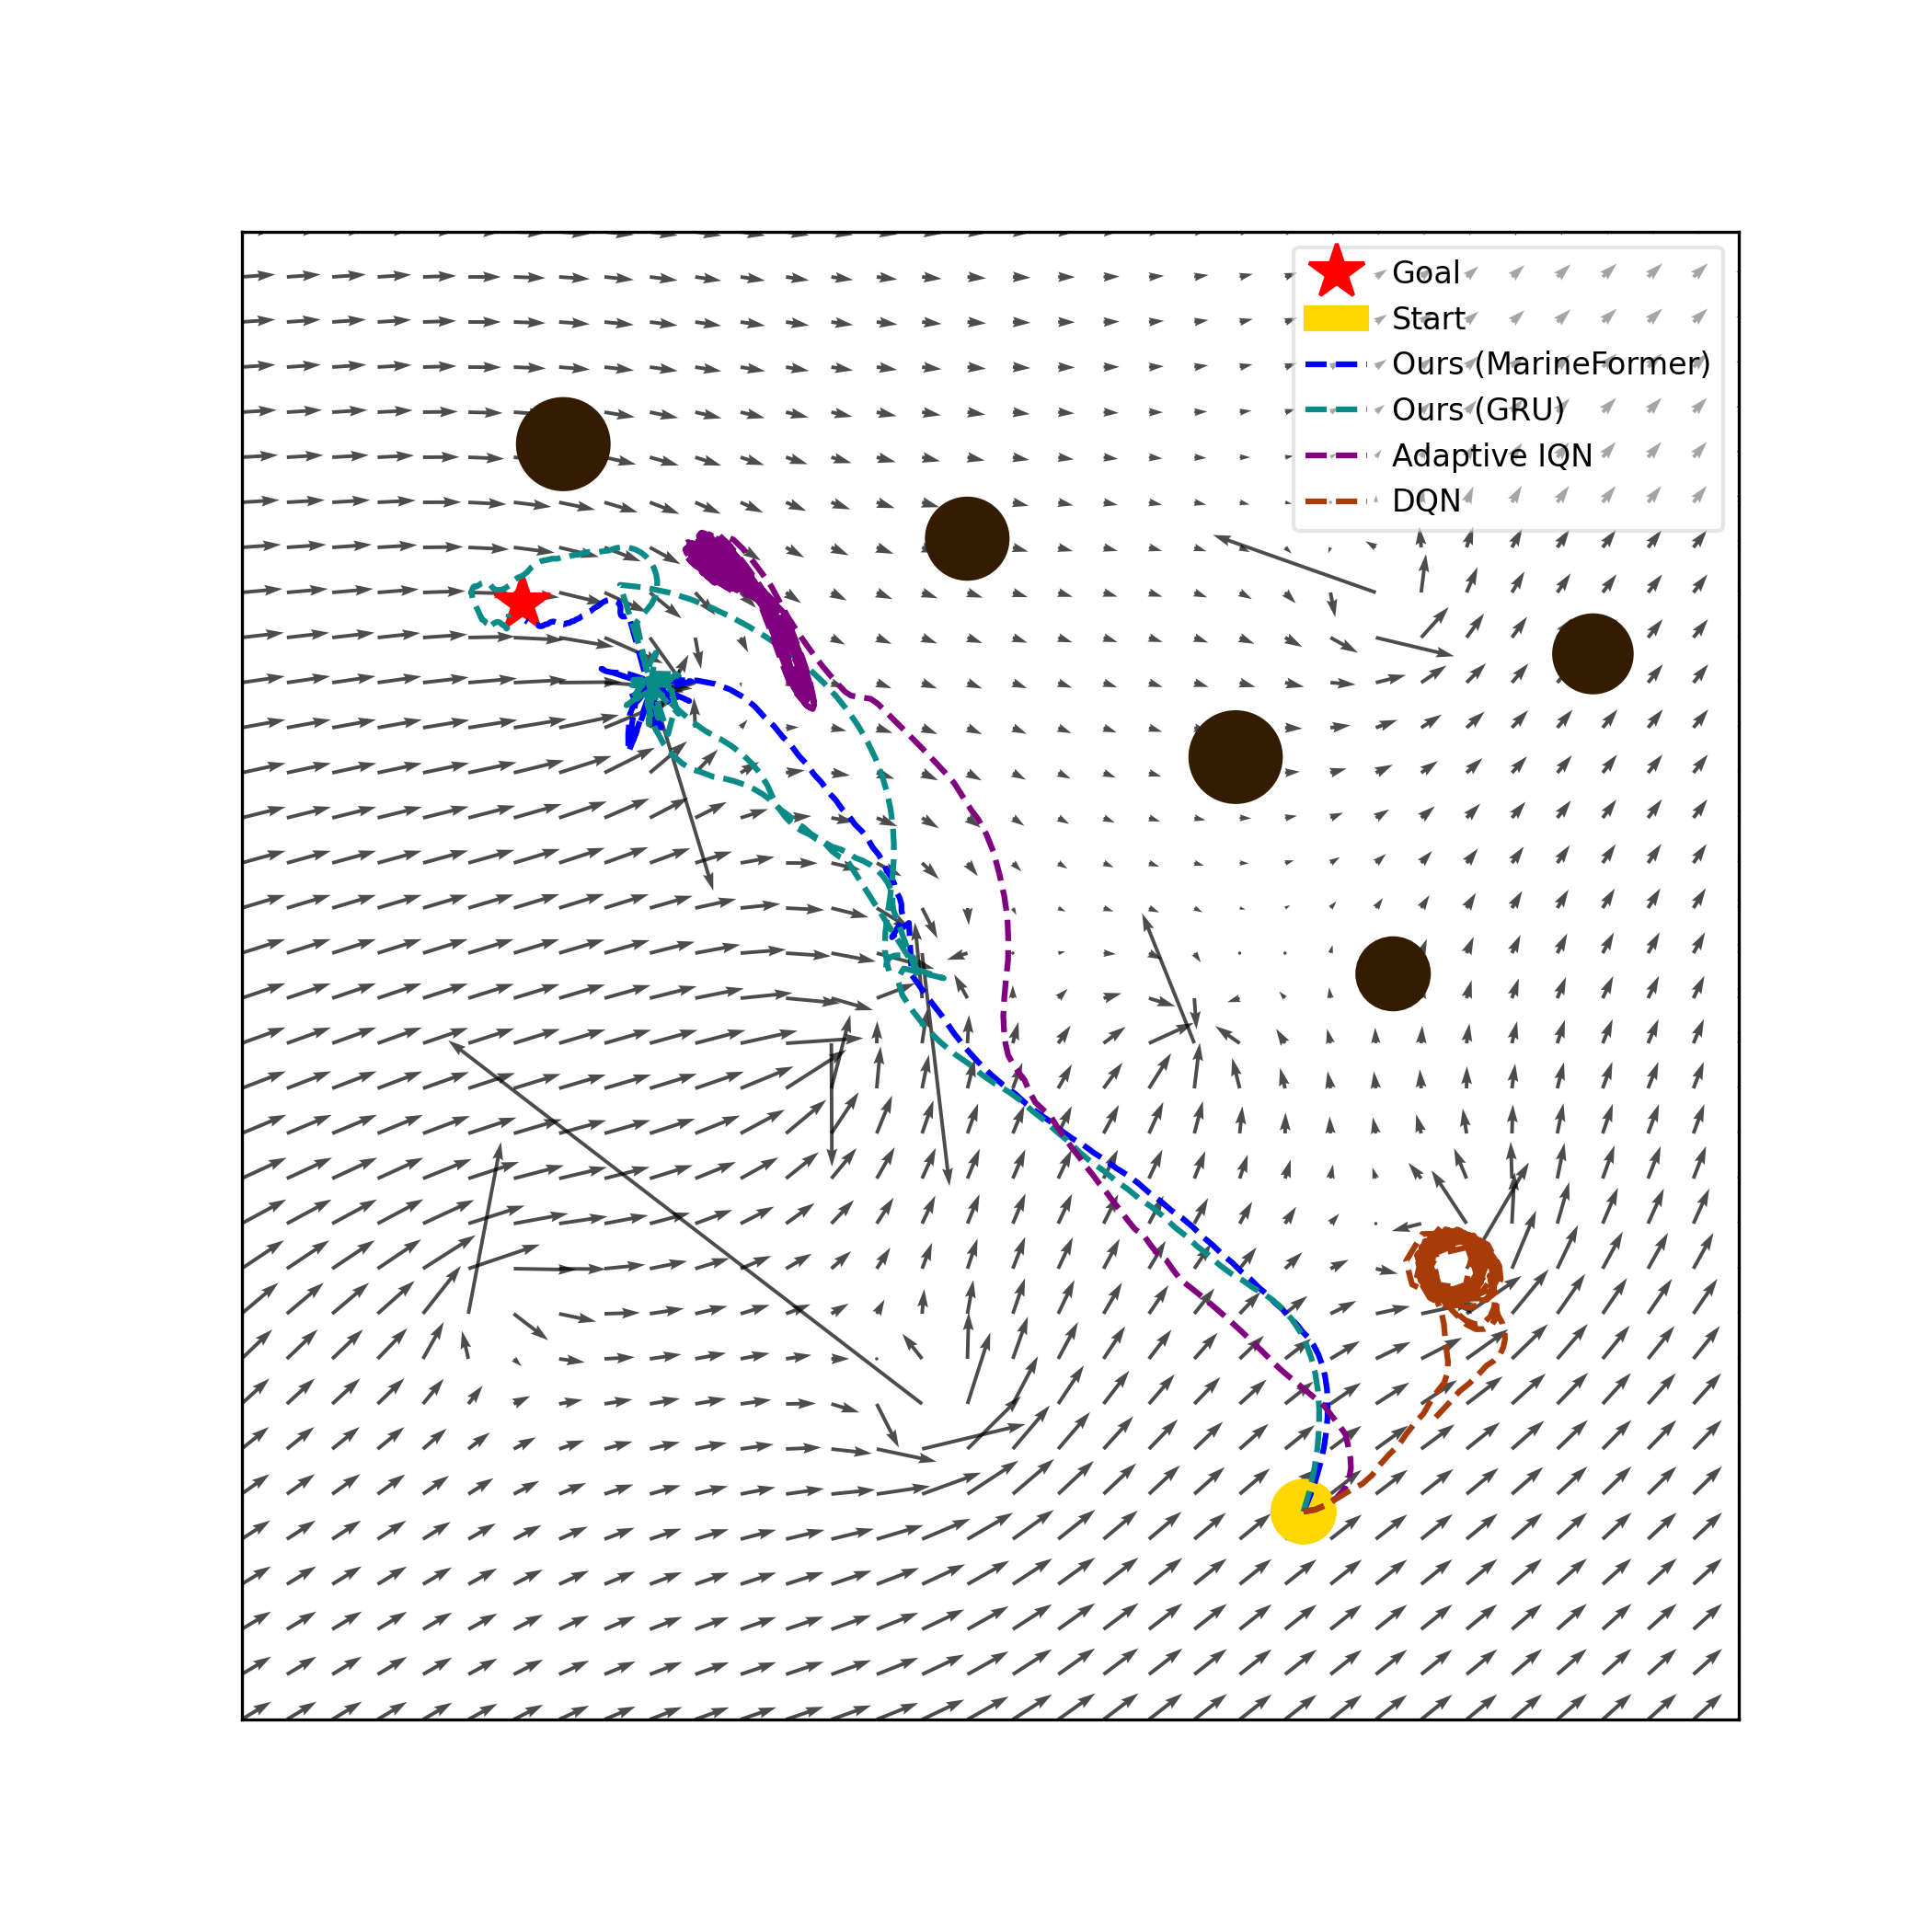 Goal
Start
Ours (MarineFormer)
Ours (GRU)
Adaptive IQN
DQN